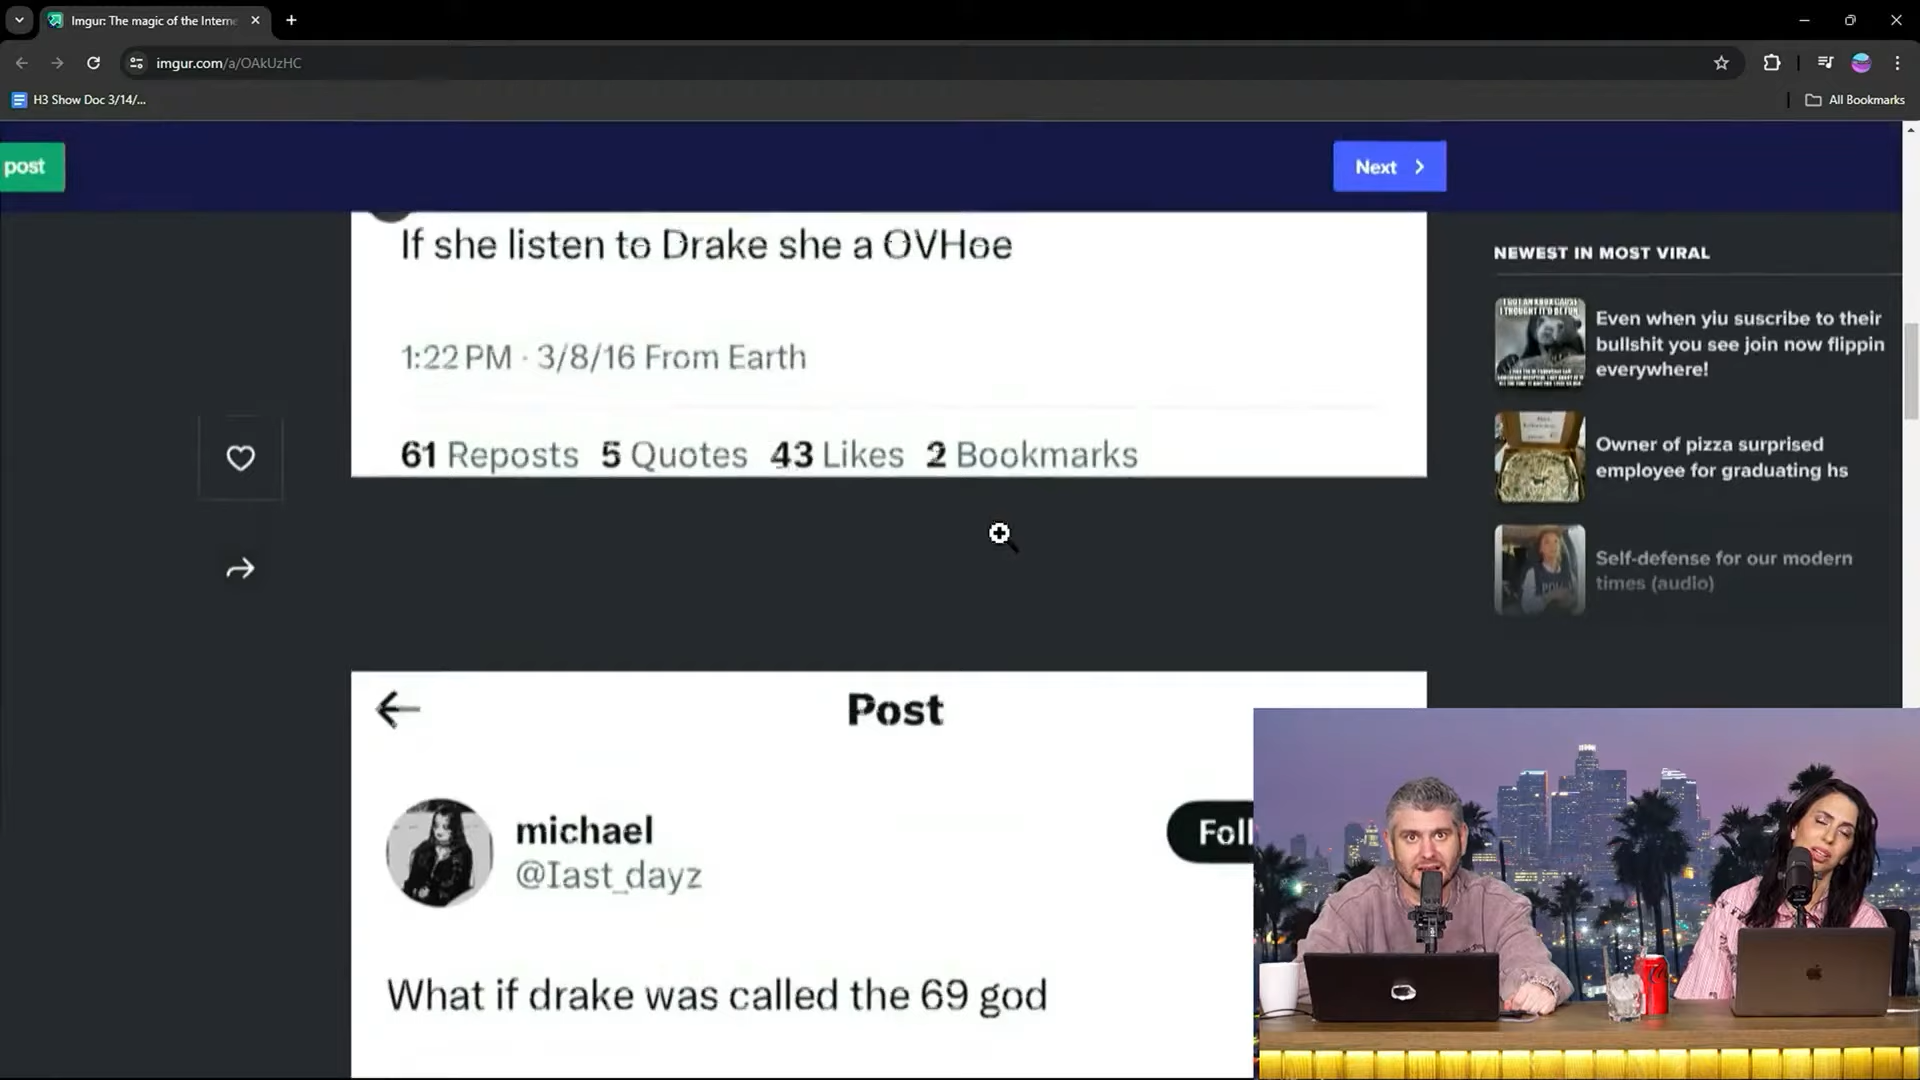 Imgur: The magic of the Interne
imgur.com/a/OAkUzHC
H3 Show Doc 3/14/...
All Bookmarks
post
Next
If she listen to Drake she a OVHoe
1:22 PM · 3/8/16 From Earth
61 Reposts 5 Quotes 43 Likes 2 Bookmarks
NEWEST IN MOST VIRAL
Even when yiu suscribe to their
bullshit you see join now flippin
everywhere!
Owner of pizza surprised
employee for graduating hs
Self-defense for our modern
times (audio)
Post
michael
@Iast_dayz
Foll
What if drake was called the 69 god